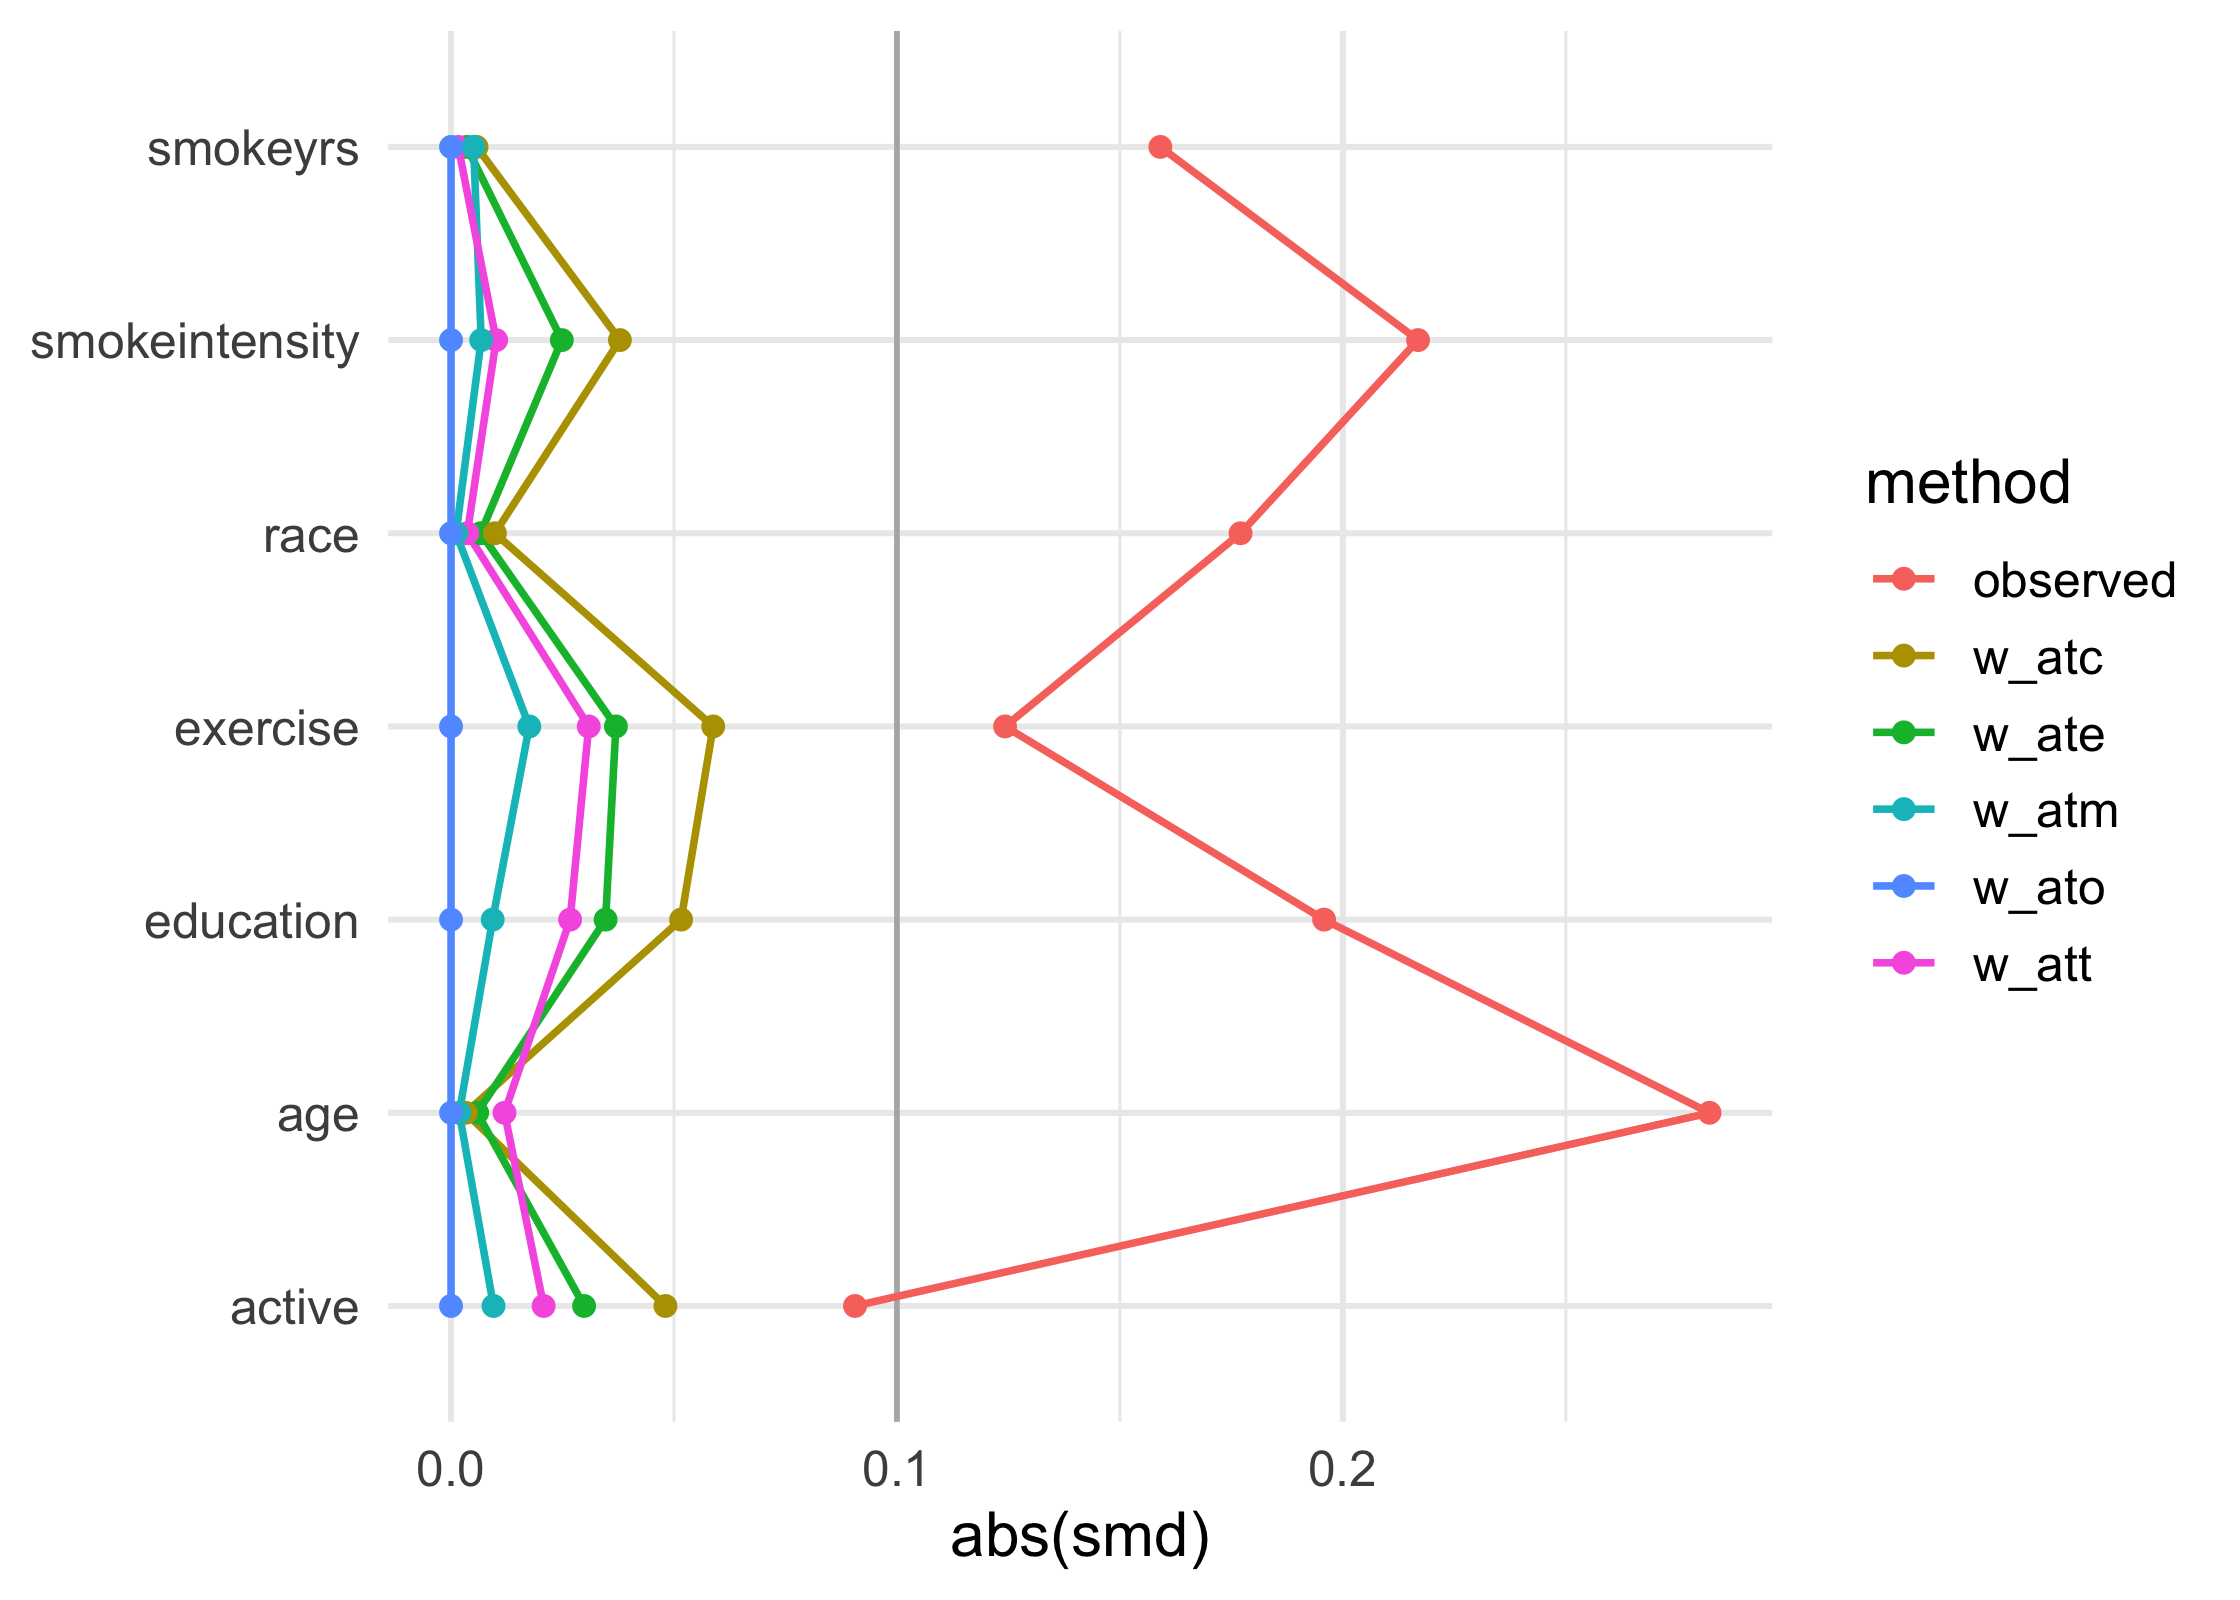 smokeyrs
smokeintensity
race
exercise
education
age
active
0.0 0.1 0.2
abs(smd)
method
observed
w_atc
w_ate
w_atm
w_ato
w_att